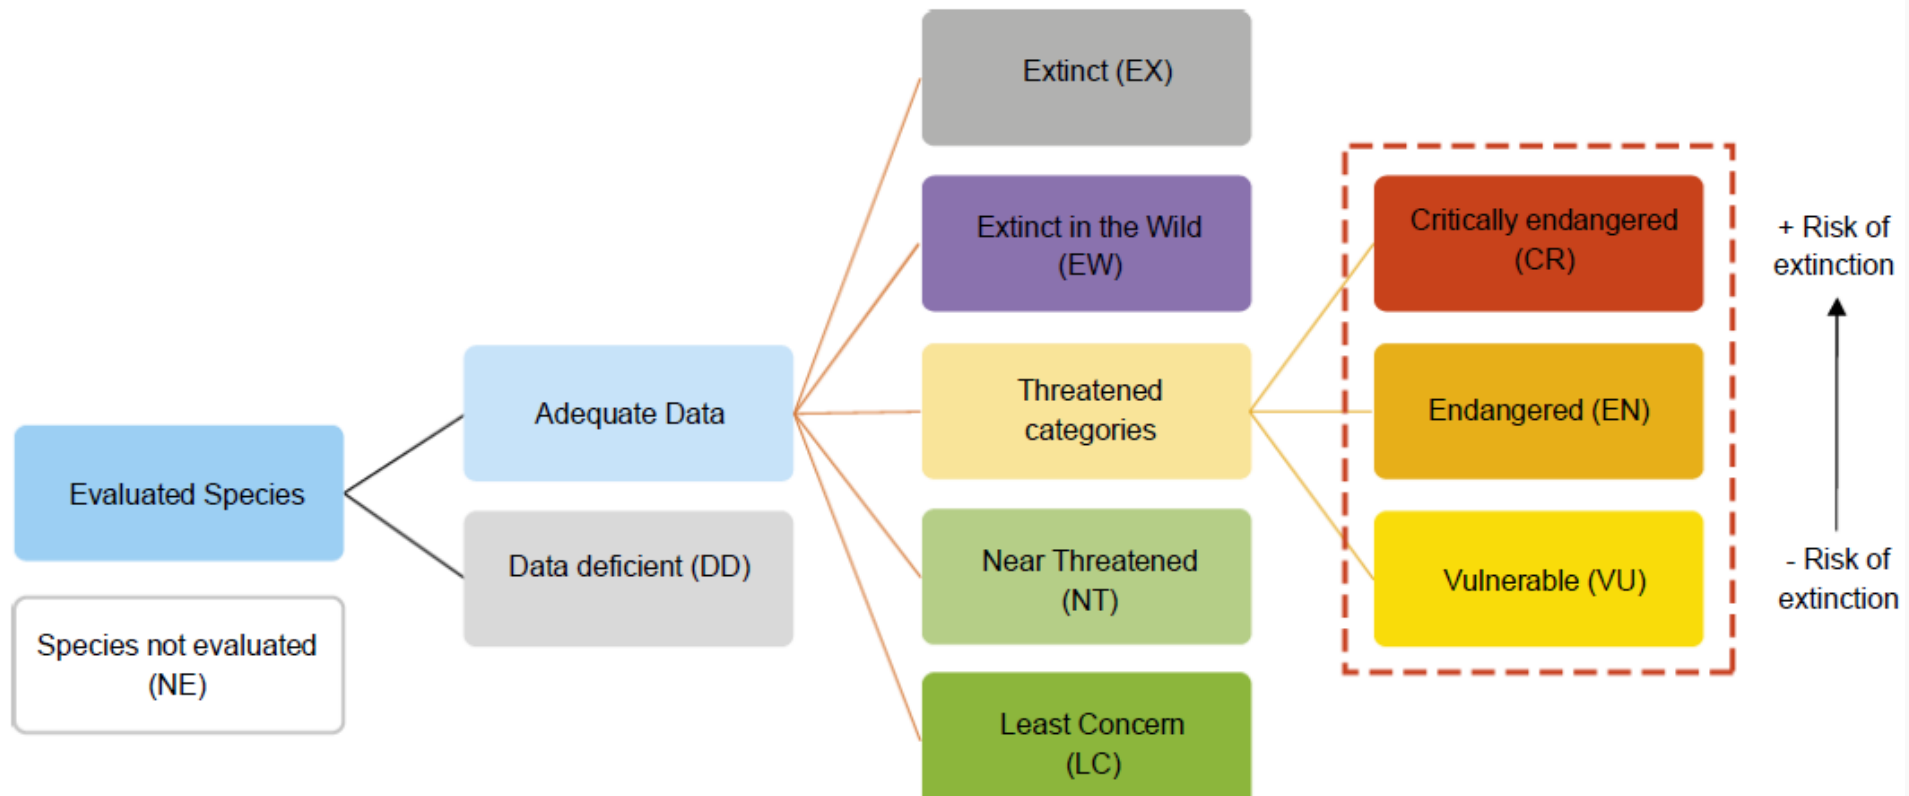 Extinct (EX)
Extinct in the Wild
(EW)
Critically endangered
(CR)
+ Risk of
extinction
Threatened
categories
Endangered (EN)
Adequate Data
Evaluated Species
Data deficient (DD)
Near Threatened
(NT)
Vulnerable (VU)
- Risk of
extinction
Species not evaluated
(NE)
Least Concern
(LC)